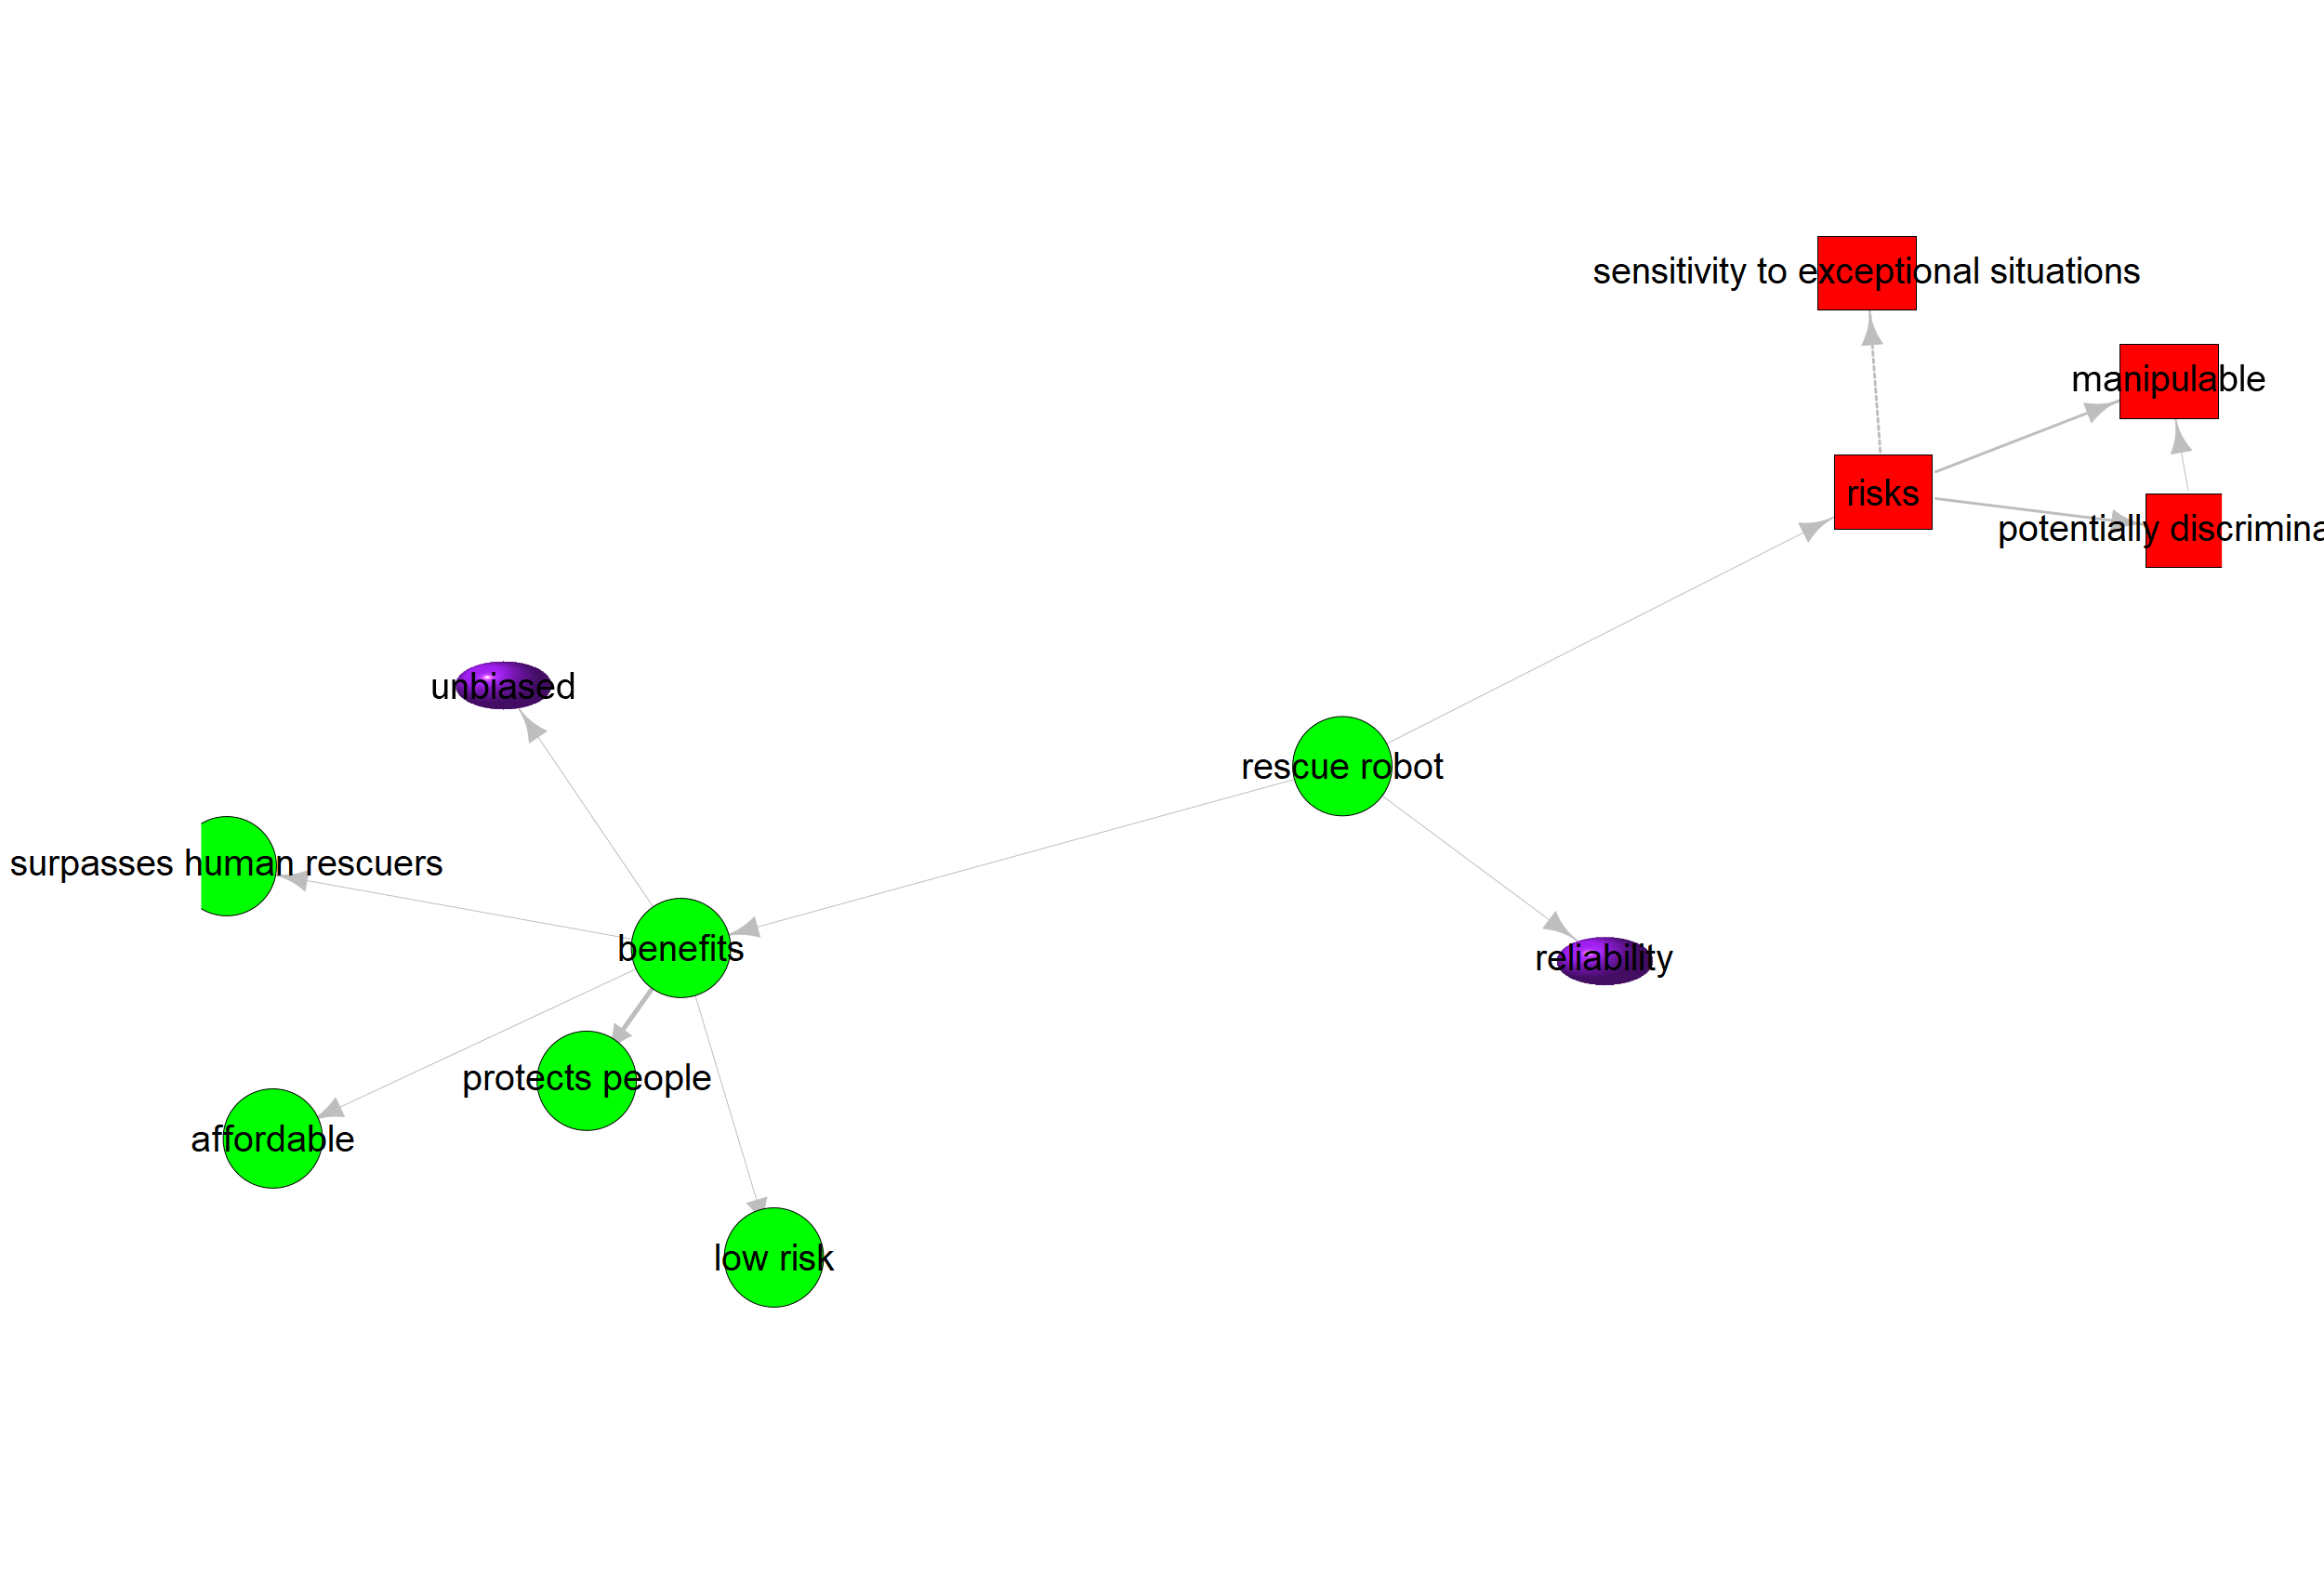 sensitivity to exceptional situations
manipulable
risks
potentially
unbiased
rescue robot
surpasses human rescuers
benefits
reliability
protects people
affordable
low risk